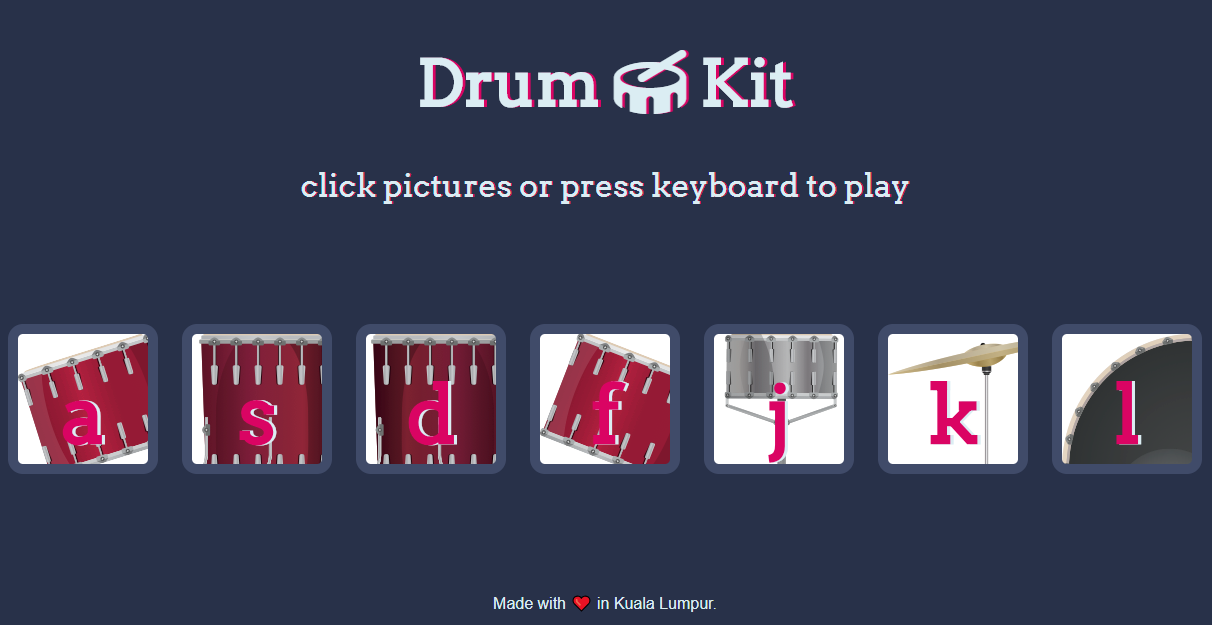 Drum 🥁 Kit
click pictures or press keyboard to play
a s d f j k l
Made with ❤️ in Kuala Lumpur.